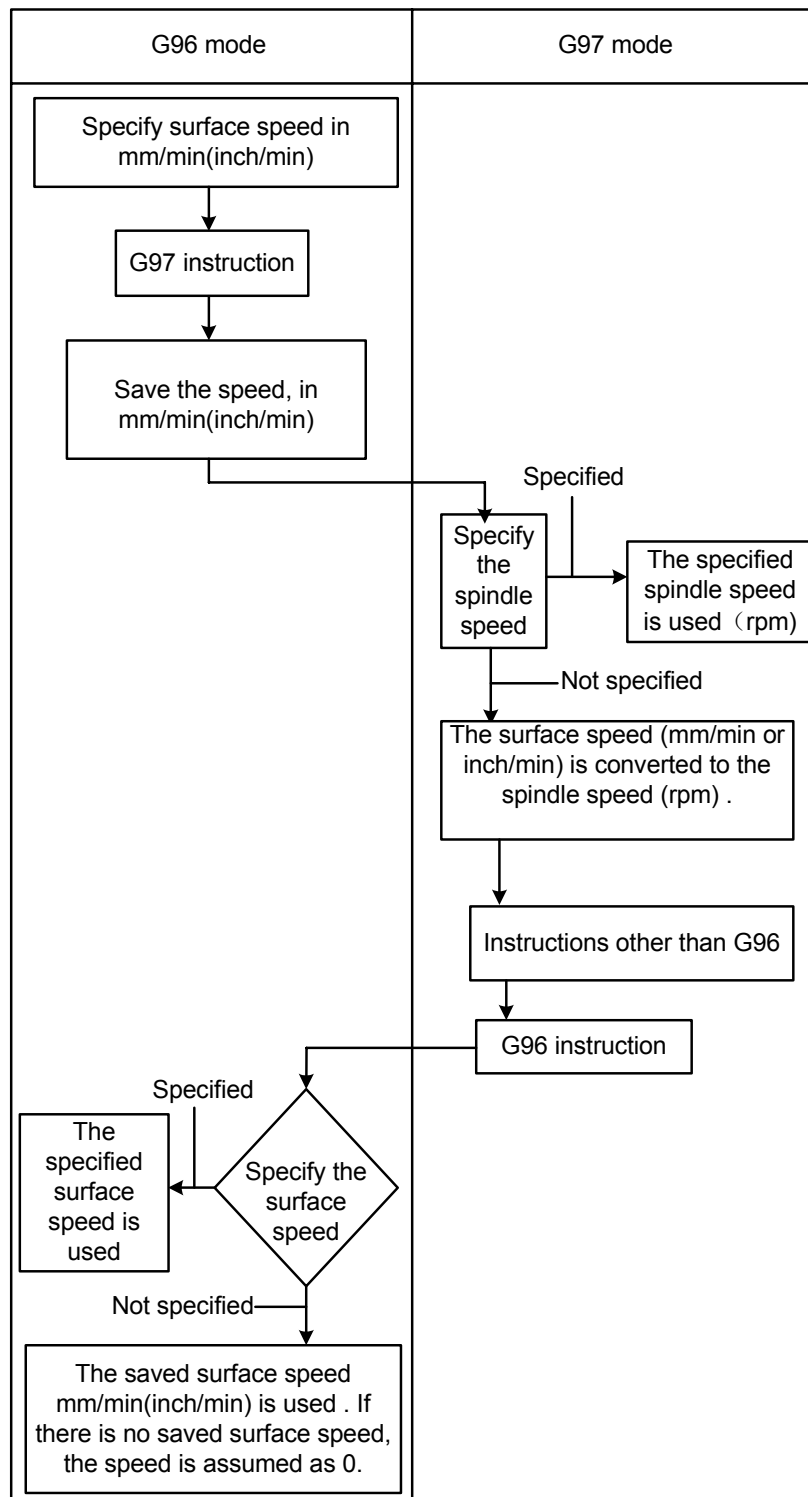 G96 mode
G97 mode
Specify surface speed in
mm/min(inch/min)
G97 instruction
Save the speed, in
mm/min(inch/min)
Specified
Specify
the
spindle
speed
The specified
spindle speed
is used（rpm)
Not specified
The surface speed (mm/min or
inch/min) is converted to the
spindle speed (rpm) .
Instructions other than G96
G96 instruction
Specified
The
specified
surface
speed is
used
Specify the
surface
speed
Not specified
The saved surface speed
mm/min(inch/min) is used . If
there is no saved surface speed,
the speed is assumed as 0.